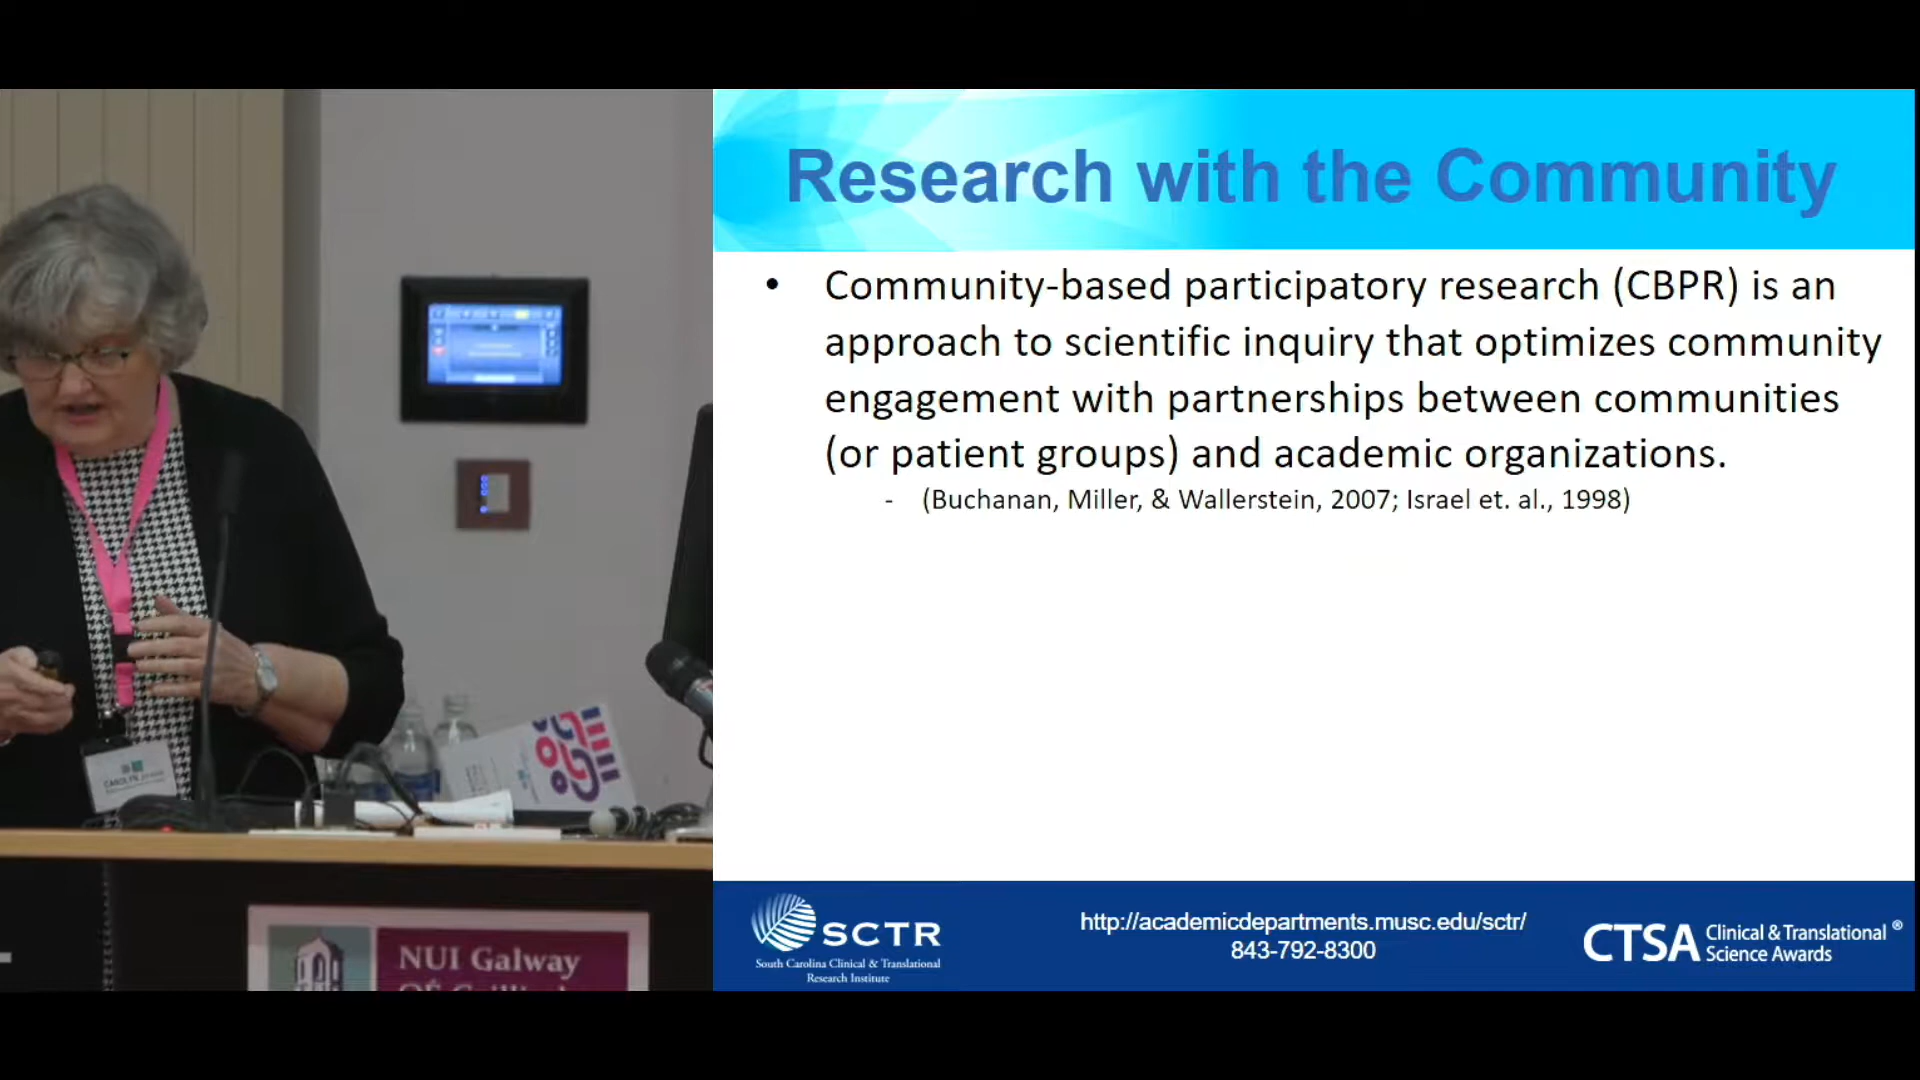 Research with the Community
• Community-based participatory research (CBPR) is an
approach to scientific inquiry that optimizes community
engagement with partnerships between communities
(or patient groups) and academic organizations.
- (Buchanan, Miller, & Wallerstein, 2007; Israel et. al., 1998)
SCTR
South Carolina Clinical & Translational
Research Institute
http://academicdepartments.musc.edu/sctr/
843-792-8300
CTSA
Clinical & Translational ®
Science Awards
CAROLYN
NUI Galway